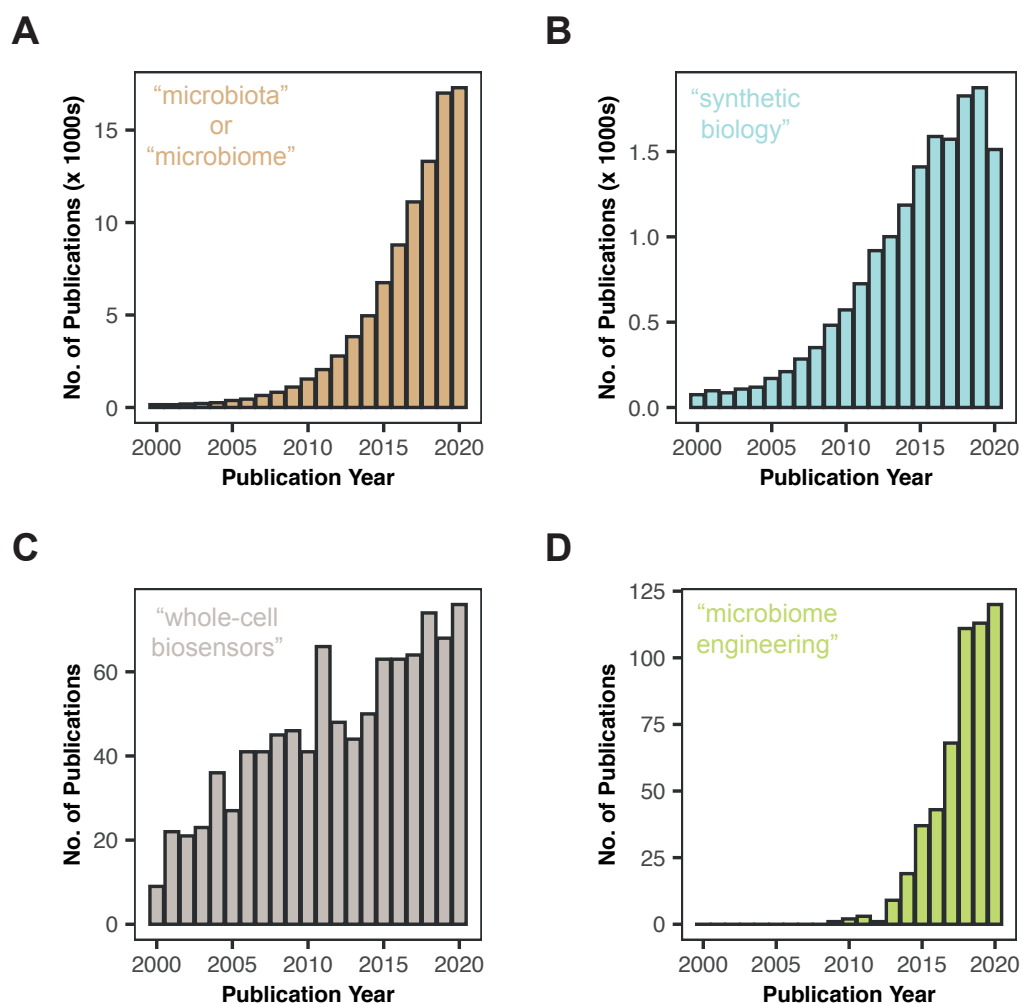 A
No. of Publications (x 1000s)
“microbiota”
or
“microbiome”
15
10
5
0
2000 2005 2010 2015 2020
Publication Year
B
No. of Publications (x 1000s)
“synthetic
biology”
1.5
1.0
0.5
0.0
2000 2005 2010 2015 2020
Publication Year
C
No. of Publications
“whole-cell
biosensors”
60
40
20
0
2000 2005 2010 2015 2020
Publication Year
D
No. of Publications
“microbiome
engineering”
125
100
75
50
25
0
2000 2005 2010 2015 2020
Publication Year